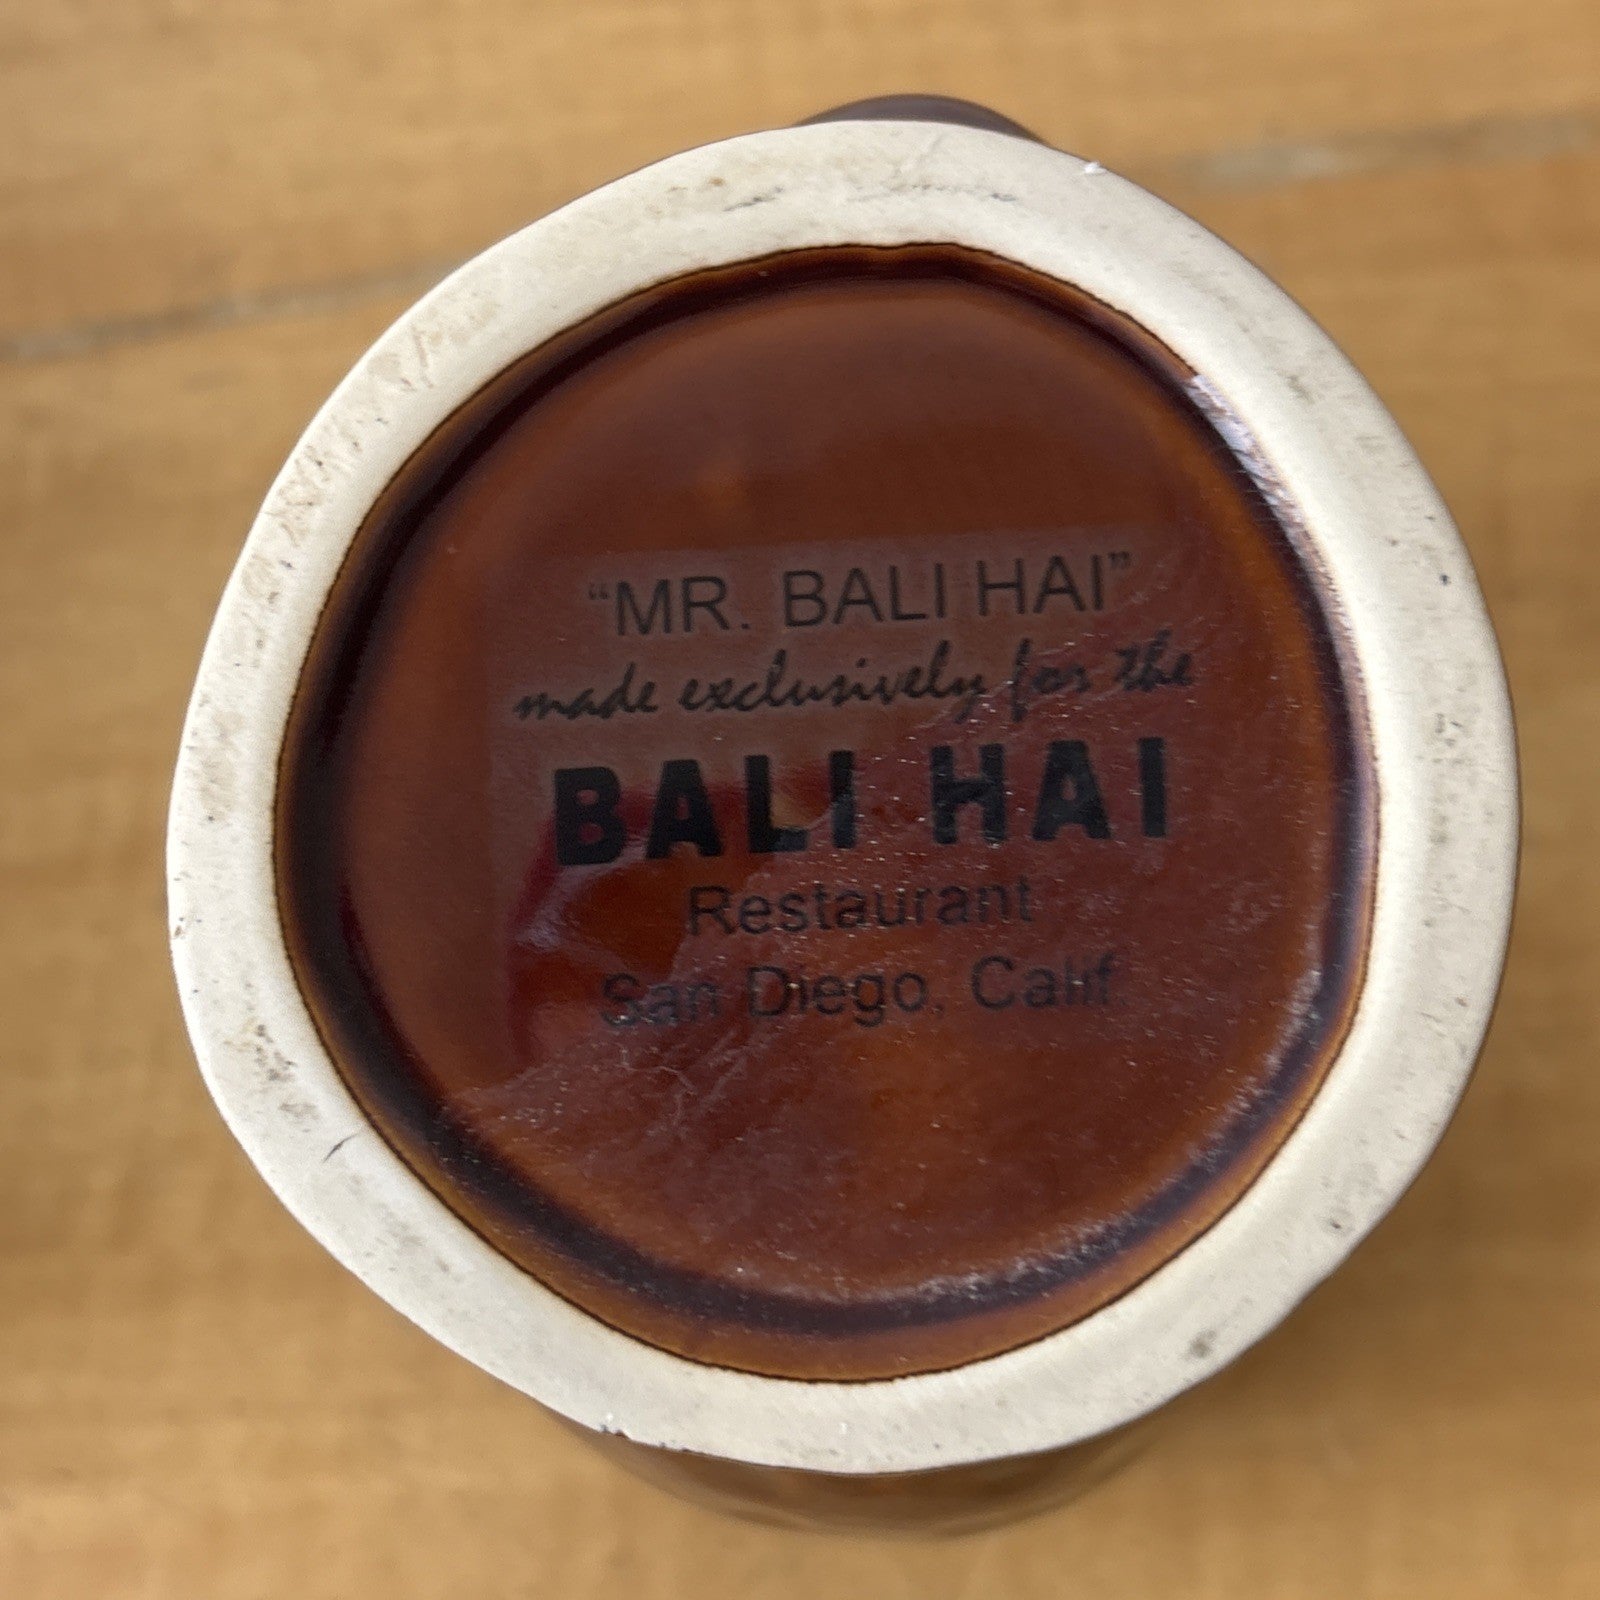 “MR. BALI HAI”
made exclusively for the
BALI HAI
Restaurant
San Diego, Calif.